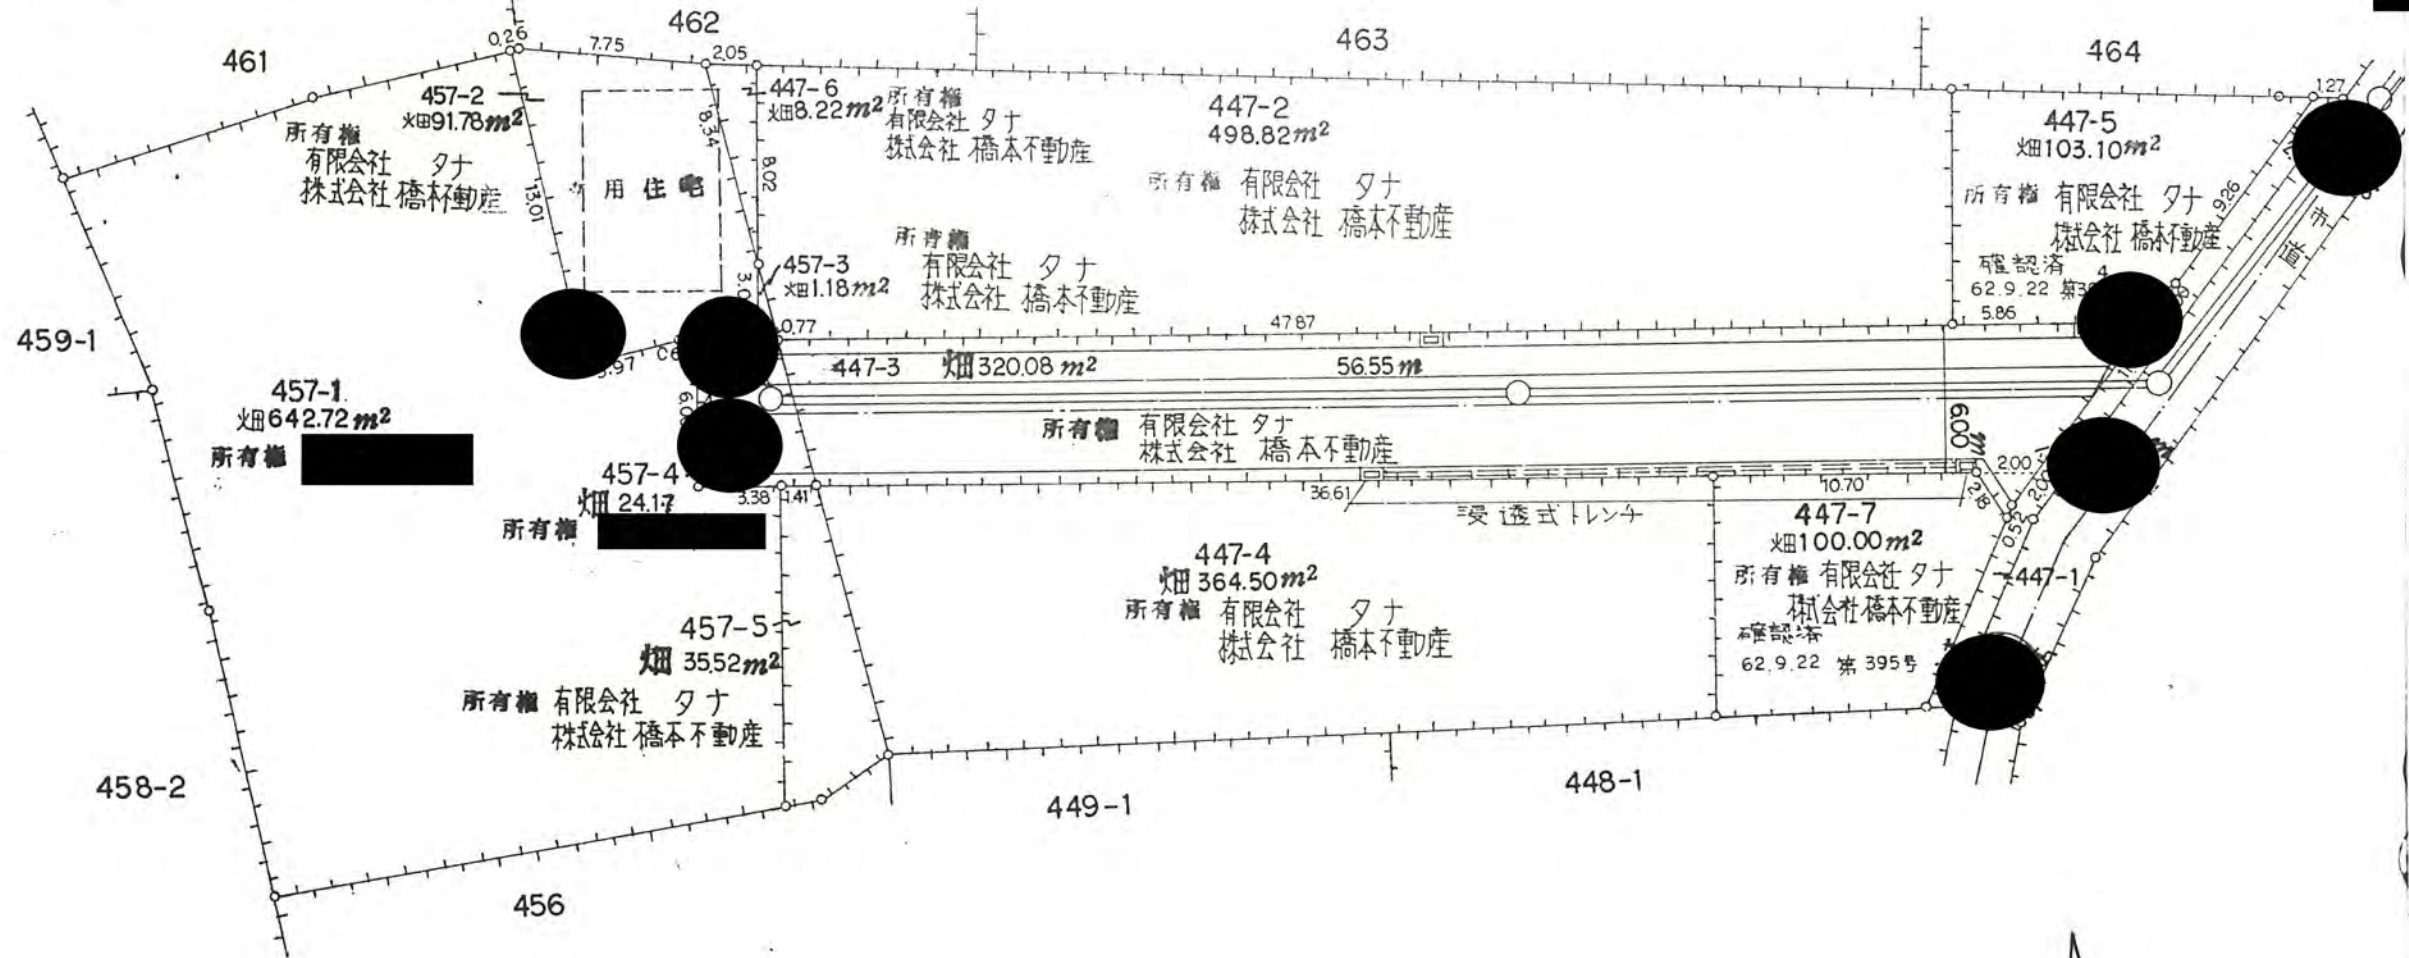 461
462
463
464
0.26
7.75
2.05
1.27
457-2
畑91.78m²
所有権
有限会社 タナ
株式会社 橋本不動産
13.01
用住宅
8.34
8.02
447-6
畑8.22m²
所有権
有限会社 タナ
株式会社 橋本不動産
447-2
498.82m²
所有権 有限会社 タナ
株式会社 橋本不動産
447-5
畑103.10m²
所有権 有限会社 タナ
株式会社 橋本不動産
9.26
市道
確認済
62.9.22 第39
5.86
457-3
畑1.18m²
所有権
有限会社 タナ
株式会社 橋本不動産
0.77
47.87
459-1
447-3 畑320.08m² 56.55m
所有権 有限会社 タナ
株式会社 橋本不動産
6.00m
457-1
畑642.72m²
所有権
457-4
畑24.17
所有権
3.38
1.41
36.61
浸透式トレンチ
10.70
2.00
2.18
0.52
447-7
畑100.00m²
所有権 有限会社 タナ
株式会社 橋本不動産
確認済
62.9.22 第395号
447-1
447-4
畑364.50m²
所有権 有限会社 タナ
株式会社 橋本不動産
457-5
畑35.52m²
所有権 有限会社 タナ
株式会社 橋本不動産
458-2
449-1
448-1
456